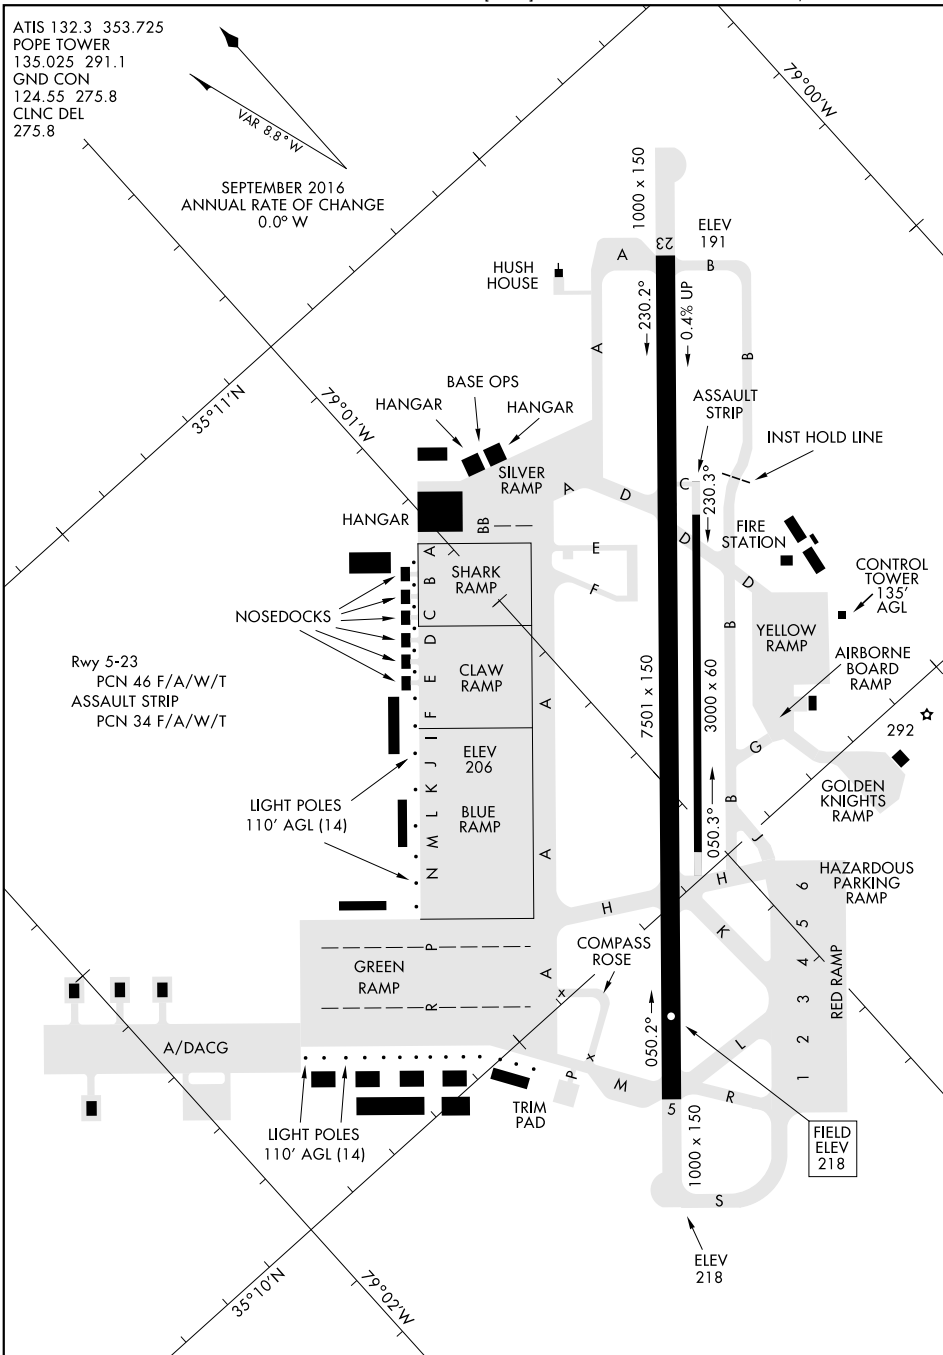 ATIS 132.3 353.725
POPE TOWER
135.025 291.1
GND CON
124.55 275.8
CLNC DEL
275.8
VAR 8.8° W
SEPTEMBER 2016
ANNUAL RATE OF CHANGE
0.0° W
79°00'W
1000 x 150
ELEV
191
23
A
B
HUSH
HOUSE
230.2°
0.4% UP
A
B
35°11'N
79°01'W
BASE OPS
HANGAR
HANGAR
ASSAULT
STRIP
INST HOLD LINE
SILVER
RAMP
A
D
C
230.3°
HANGAR
BB
FIRE
STATION
E
D
F
D
CONTROL
TOWER
135'
AGL
A
B
C
D
E
F
I
J
K
L
M
N
SHARK
RAMP
NOSEDOCKS
B
YELLOW
RAMP
CLAW
RAMP
Rwy 5-23
PCN 46 F/A/W/T
ASSAULT STRIP
PCN 34 F/A/W/T
A
7501 x 150
3000 x 60
AIRBORNE
BOARD
RAMP
292
G
ELEV
206
BLUE
RAMP
LIGHT POLES
110' AGL (14)
050.3°
B
GOLDEN
KNIGHTS
RAMP
A
J
H
H
HAZARDOUS
PARKING
RAMP
6
5
4
3
2
1
RED RAMP
K
COMPASS
ROSE
P
GREEN
RAMP
R
A
x
x
050.2°
A/DACG
L
P
M
R
TRIM
PAD
5
LIGHT POLES
110' AGL (14)
1000 x 150
FIELD
ELEV
218
S
ELEV
218
35°10'N
79°02'W